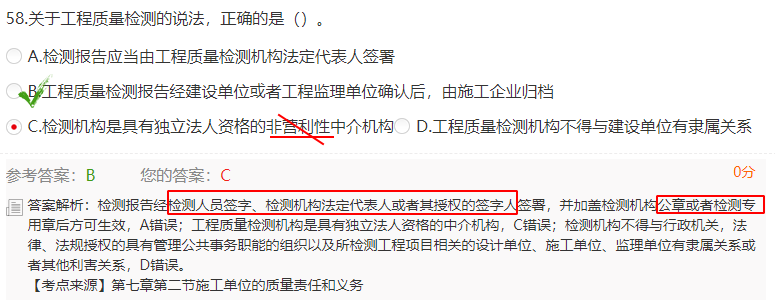 58.关于工程质量检测的说法，正确的是（）。
A.检测报告应当由工程质量检测机构法定代表人签署
B.工程质量检测报告经建设单位或者工程监理单位确认后，由施工企业归档
C.检测机构是具有独立法人资格的非营利性中介机构 D.工程质量检测机构不得与建设单位有隶属关系
参考答案：B 您的答案：C 0分
答案解析：检测报告经检测人员签字、检测机构法定代表人或者其授权的签字人签署，并加盖检测机构公章或者检测专
用章后方可生效，A错误；工程质量检测机构是具有独立法人资格的中介机构，C错误；检测机构不得与行政机关，法
律、法规授权的具有管理公共事务职能的组织以及所检测工程项目相关的设计单位、施工单位、监理单位有隶属关系或
者其他利害关系，D错误。
【考点来源】第七章第二节施工单位的质量责任和义务